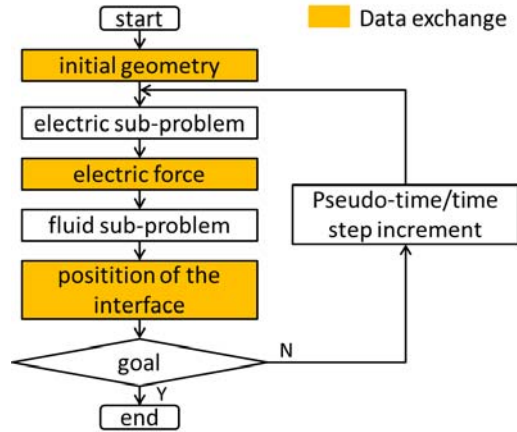 start
Data exchange
initial geometry
electric sub-problem
electric force
fluid sub-problem
Pseudo-time/time
step increment
positition of the
interface
goal
N
Y
end